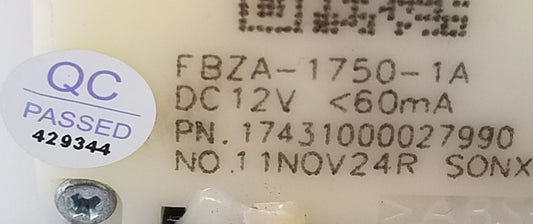 QC
PASSED
429344
FBZA-1750-1A
DC12V <60mA
PN.17431000027990
NO.11NOV24R SONX